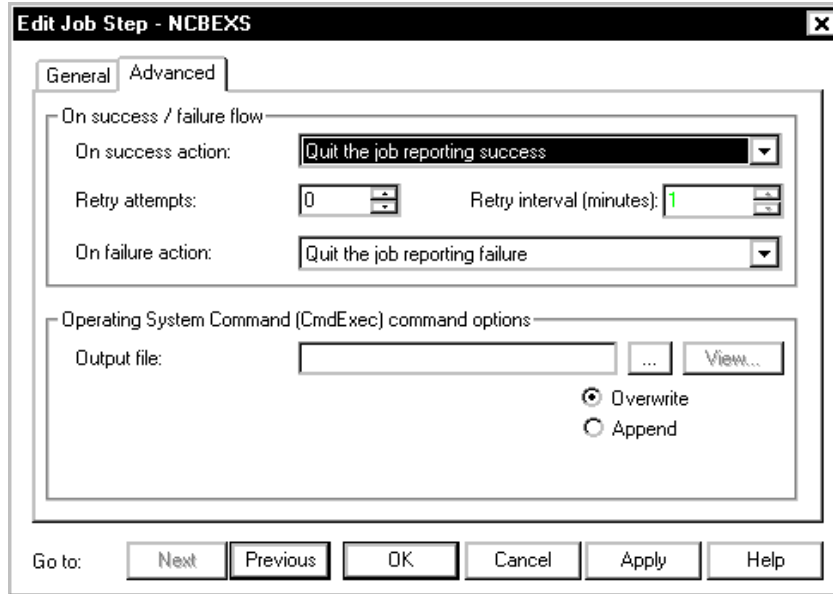 Edit Job Step - NCBEXS
General Advanced
On success / failure flow
On success action: Quit the job reporting success
Retry attempts: 0 Retry interval (minutes): 1
On failure action: Quit the job reporting failure
Operating System Command (CmdExec) command options
Output file: ... View...
Overwrite
Append
Go to: Next Previous OK Cancel Apply Help